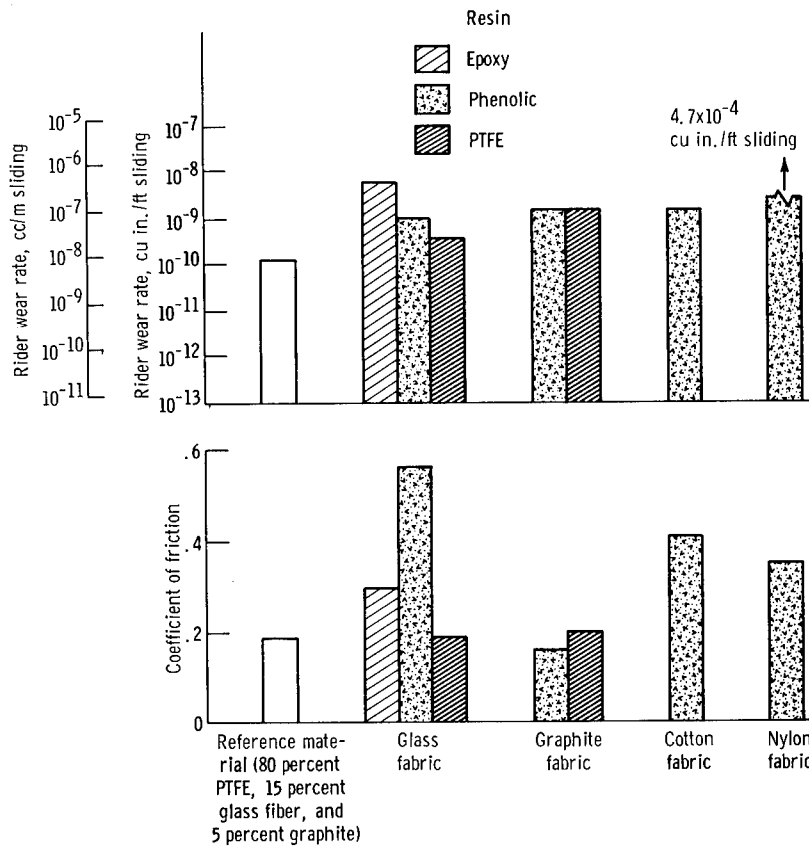 Resin
Epoxy
Phenolic
PTFE
4.7x10⁻⁴
cu in./ft sliding
Rider wear rate, cc/m sliding
10⁻⁵
10⁻⁶
10⁻⁷
10⁻⁸
10⁻⁹
10⁻¹⁰
10⁻¹¹
Rider wear rate, cu in./ft sliding
10⁻⁷
10⁻⁸
10⁻⁹
10⁻¹⁰
10⁻¹¹
10⁻¹²
10⁻¹³
Coefficient of friction
.6
.4
.2
0
Reference mate-
rial (80 percent
PTFE, 15 percent
glass fiber, and
5 percent graphite)
Glass
fabric
Graphite
fabric
Cotton
fabric
Nylon
fabric